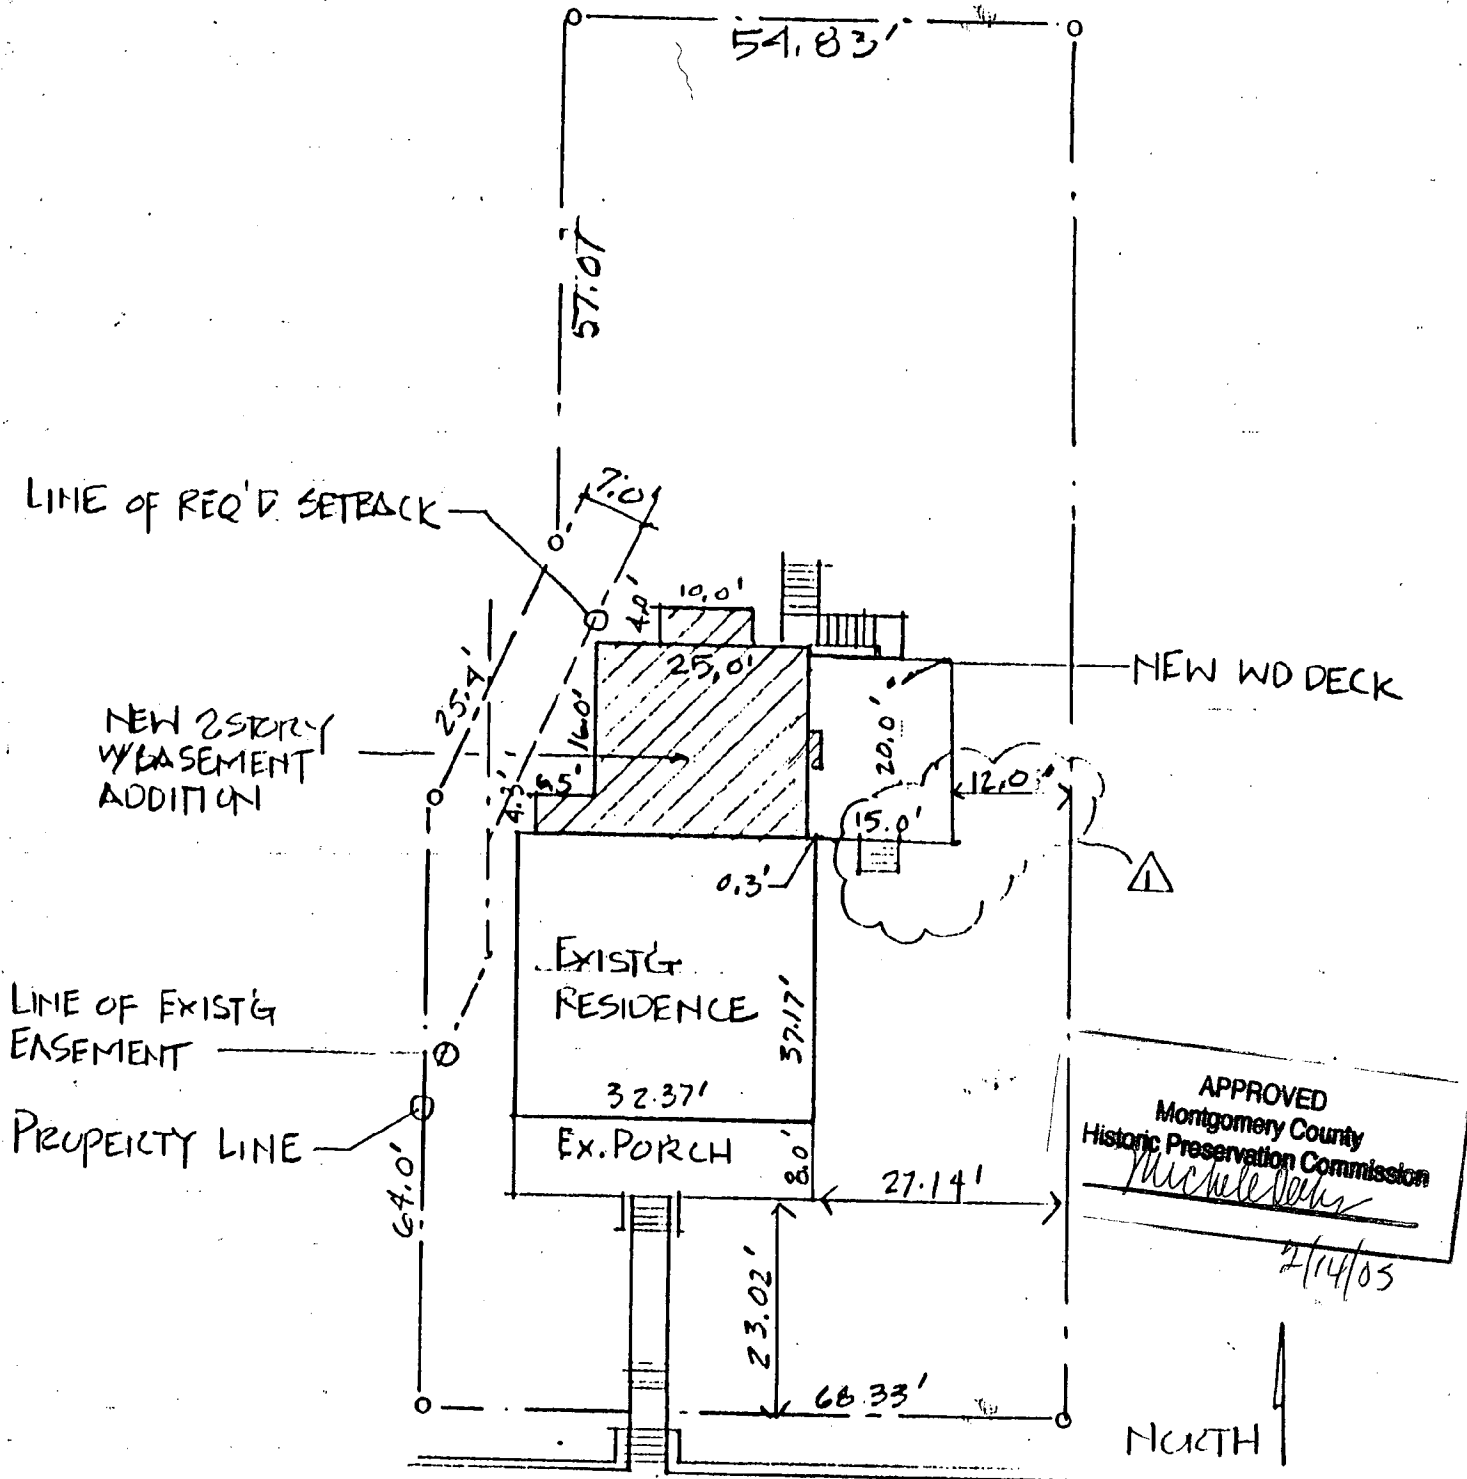 54.83'
57.07
LINE OF REQ'D. SETBACK
7.0
4.0'
10.0'
25.0'
NEW WD DECK
25.4'
16.0'
20.0'
NEW 2 STORY
W/BASEMENT
ADDITION
4.3'
6.5'
12.0'
15.0'
0.3'
1
EXIST'G
RESIDENCE
37.17'
LINE OF EXIST'G
EASEMENT
32.37'
PROPERTY LINE
EX. PORCH
8.0'
64.0'
27.14'
APPROVED
Montgomery County
Historic Preservation Commission
2/14/05
23.02'
68.33'
NORTH